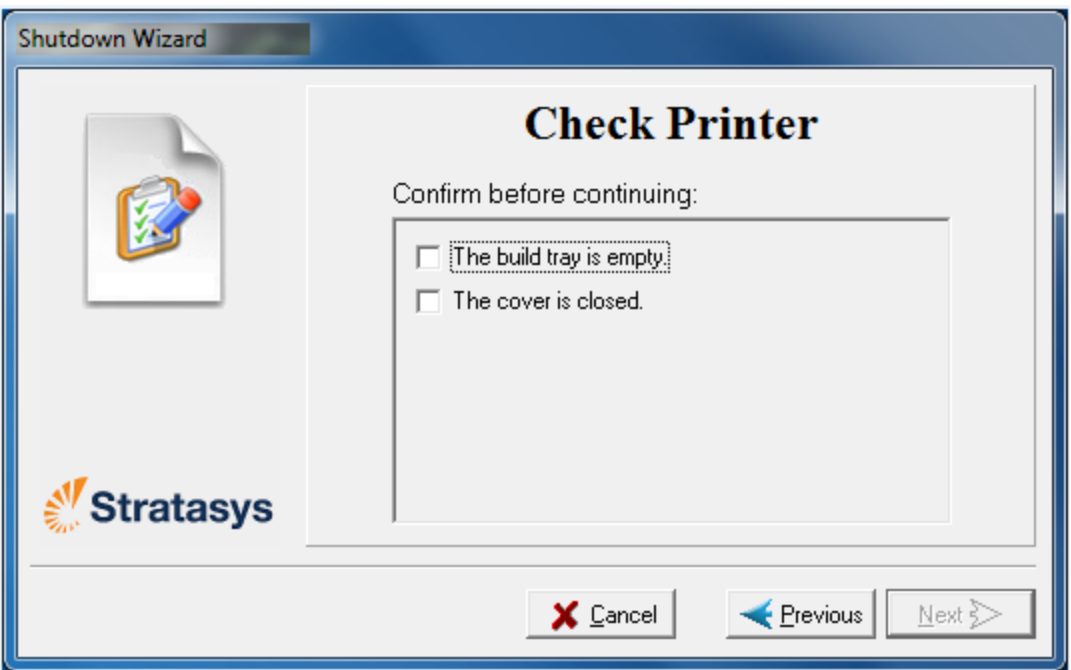 Shutdown Wizard
Check Printer
Confirm before continuing:
The build tray is empty.
The cover is closed.
Stratasys
Cancel
Previous
Next